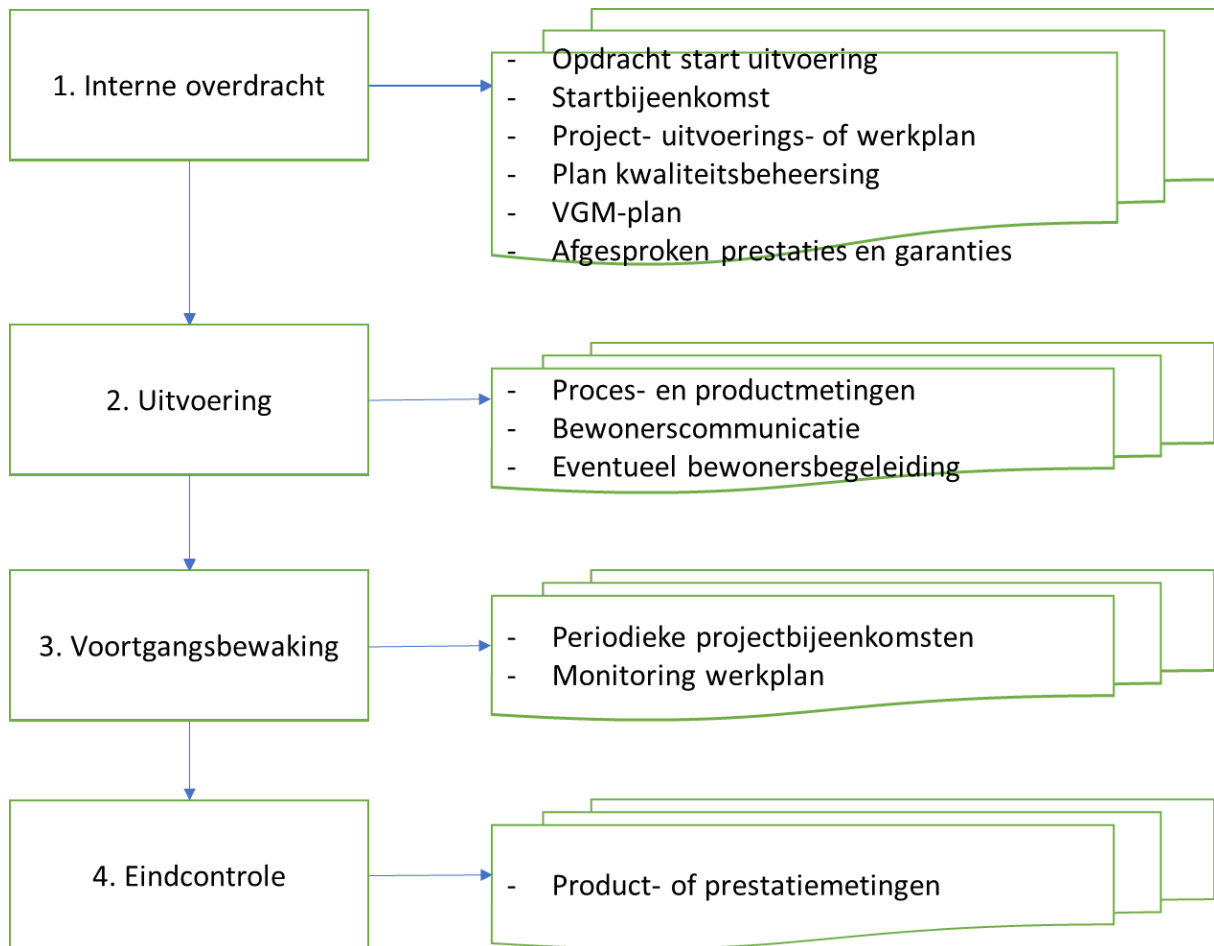 1. Interne overdracht
- Opdracht start uitvoering
- Startbijeenkomst
- Project- uitvoerings- of werkplan
- Plan kwaliteitsbeheersing
- VGM-plan
- Afgesproken prestaties en garanties
2. Uitvoering
- Proces- en productmetingen
- Bewonerscommunicatie
- Eventueel bewonersbegeleiding
3. Voortgangsbewaking
- Periodieke projectbijeenkomsten
- Monitoring werkplan
4. Eindcontrole
- Product- of prestatiemetingen